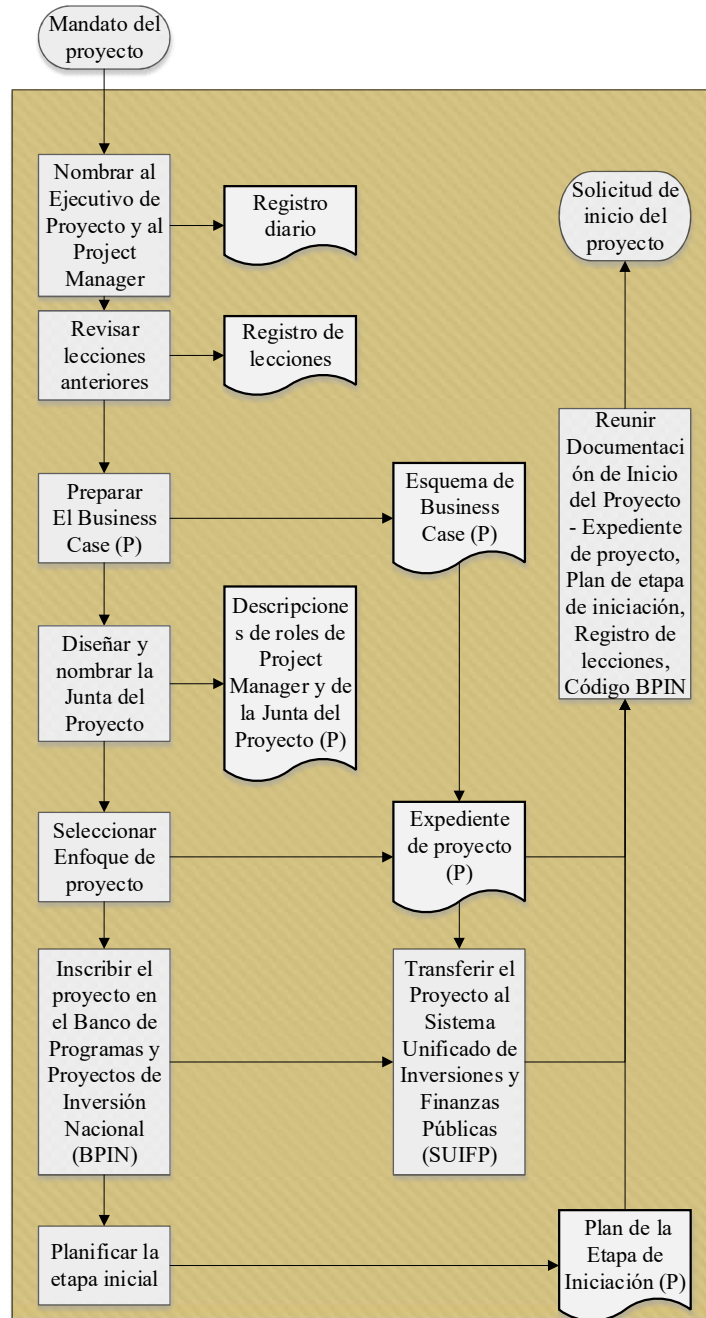 Mandato del
proyecto
Nombrar al
Ejecutivo de
Proyecto y al
Project
Manager
Registro
diario
Solicitud de
inicio del
proyecto
Revisar
lecciones
anteriores
Registro de
lecciones
Reunir
Documentaci
ón de Inicio
del Proyecto
- Expediente
de proyecto,
Plan de etapa
de iniciación,
Registro de
lecciones,
Código BPIN
Preparar
El Business
Case (P)
Esquema de
Business
Case (P)
Diseñar y
nombrar la
Junta del
Proyecto
Descripcione
s de roles de
Project
Manager y de
la Junta del
Proyecto (P)
Seleccionar
Enfoque de
proyecto
Expediente
de proyecto
(P)
Inscribir el
proyecto en
el Banco de
Programas y
Proyectos de
Inversión
Nacional
(BPIN)
Transferir el
Proyecto al
Sistema
Unificado de
Inversiones y
Finanzas
Públicas
(SUIFP)
Planificar la
etapa inicial
Plan de la
Etapa de
Iniciación (P)